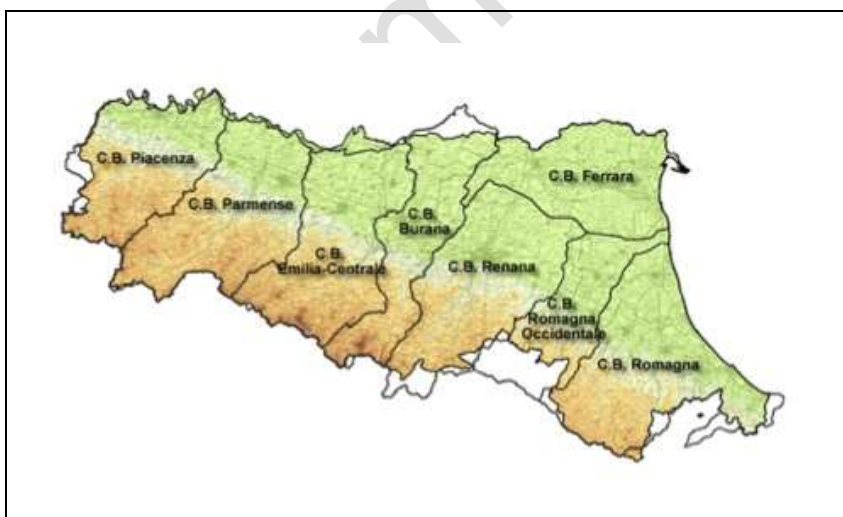 C.B. Piacenza
C.B. Parmense
C.B.
Emilia-Centrale
C.B.
Burana
C.B. Renana
C.B. Ferrara
C.B.
Romagna
Occidentale
C.B. Romagna